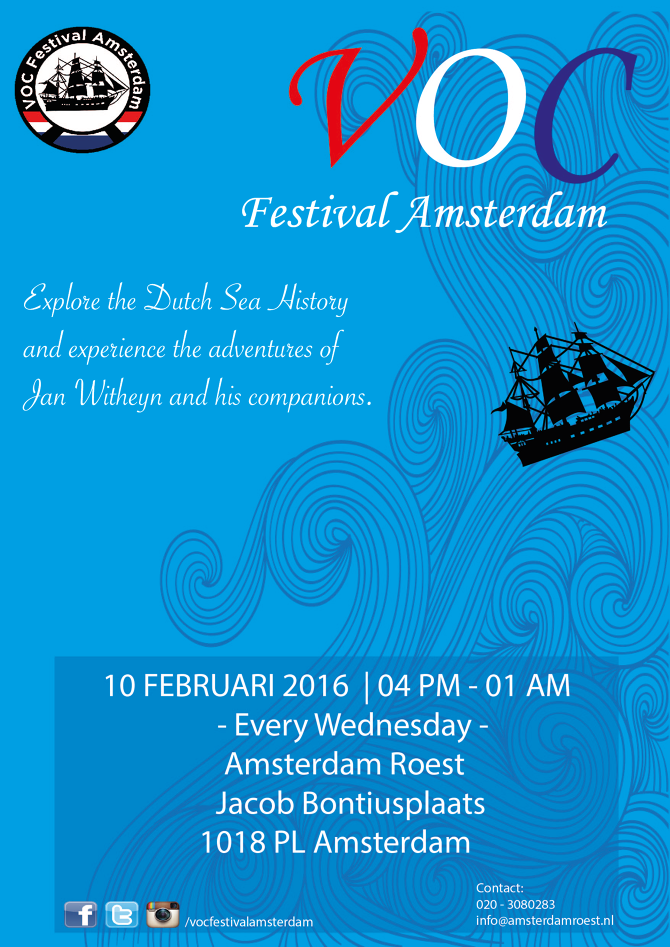 VOC Festival Amsterdam
VOC
Festival Amsterdam
Explore the Dutch Sea History
and experience the adventures of
Jan Witheyn and his companions.
10 FEBRUARI 2016 | 04 PM - 01 AM
- Every Wednesday -
Amsterdam Roest
Jacob Bontiusplaats
1018 PL Amsterdam
Contact:
020 - 3080283
info@amsterdamroest.nl
/vocfestivalamsterdam